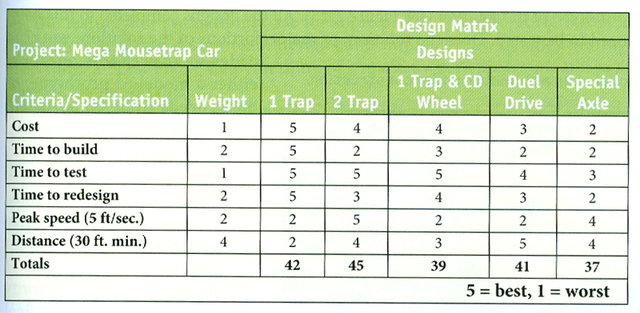 Design Matrix
Project: Mega Mousetrap Car
Designs
Criteria/Specification Weight 1 Trap 2 Trap 1 Trap & CD Wheel Duel Drive Special Axle
Cost 1 5 4 4 3 2
Time to build 2 5 2 3 2 2
Time to test 1 5 5 5 4 3
Time to redesign 2 5 3 4 3 2
Peak speed (5 ft/sec.) 2 2 5 2 2 4
Distance (30 ft. min.) 4 2 4 3 5 4
Totals 42 45 39 41 37
5 = best, 1 = worst